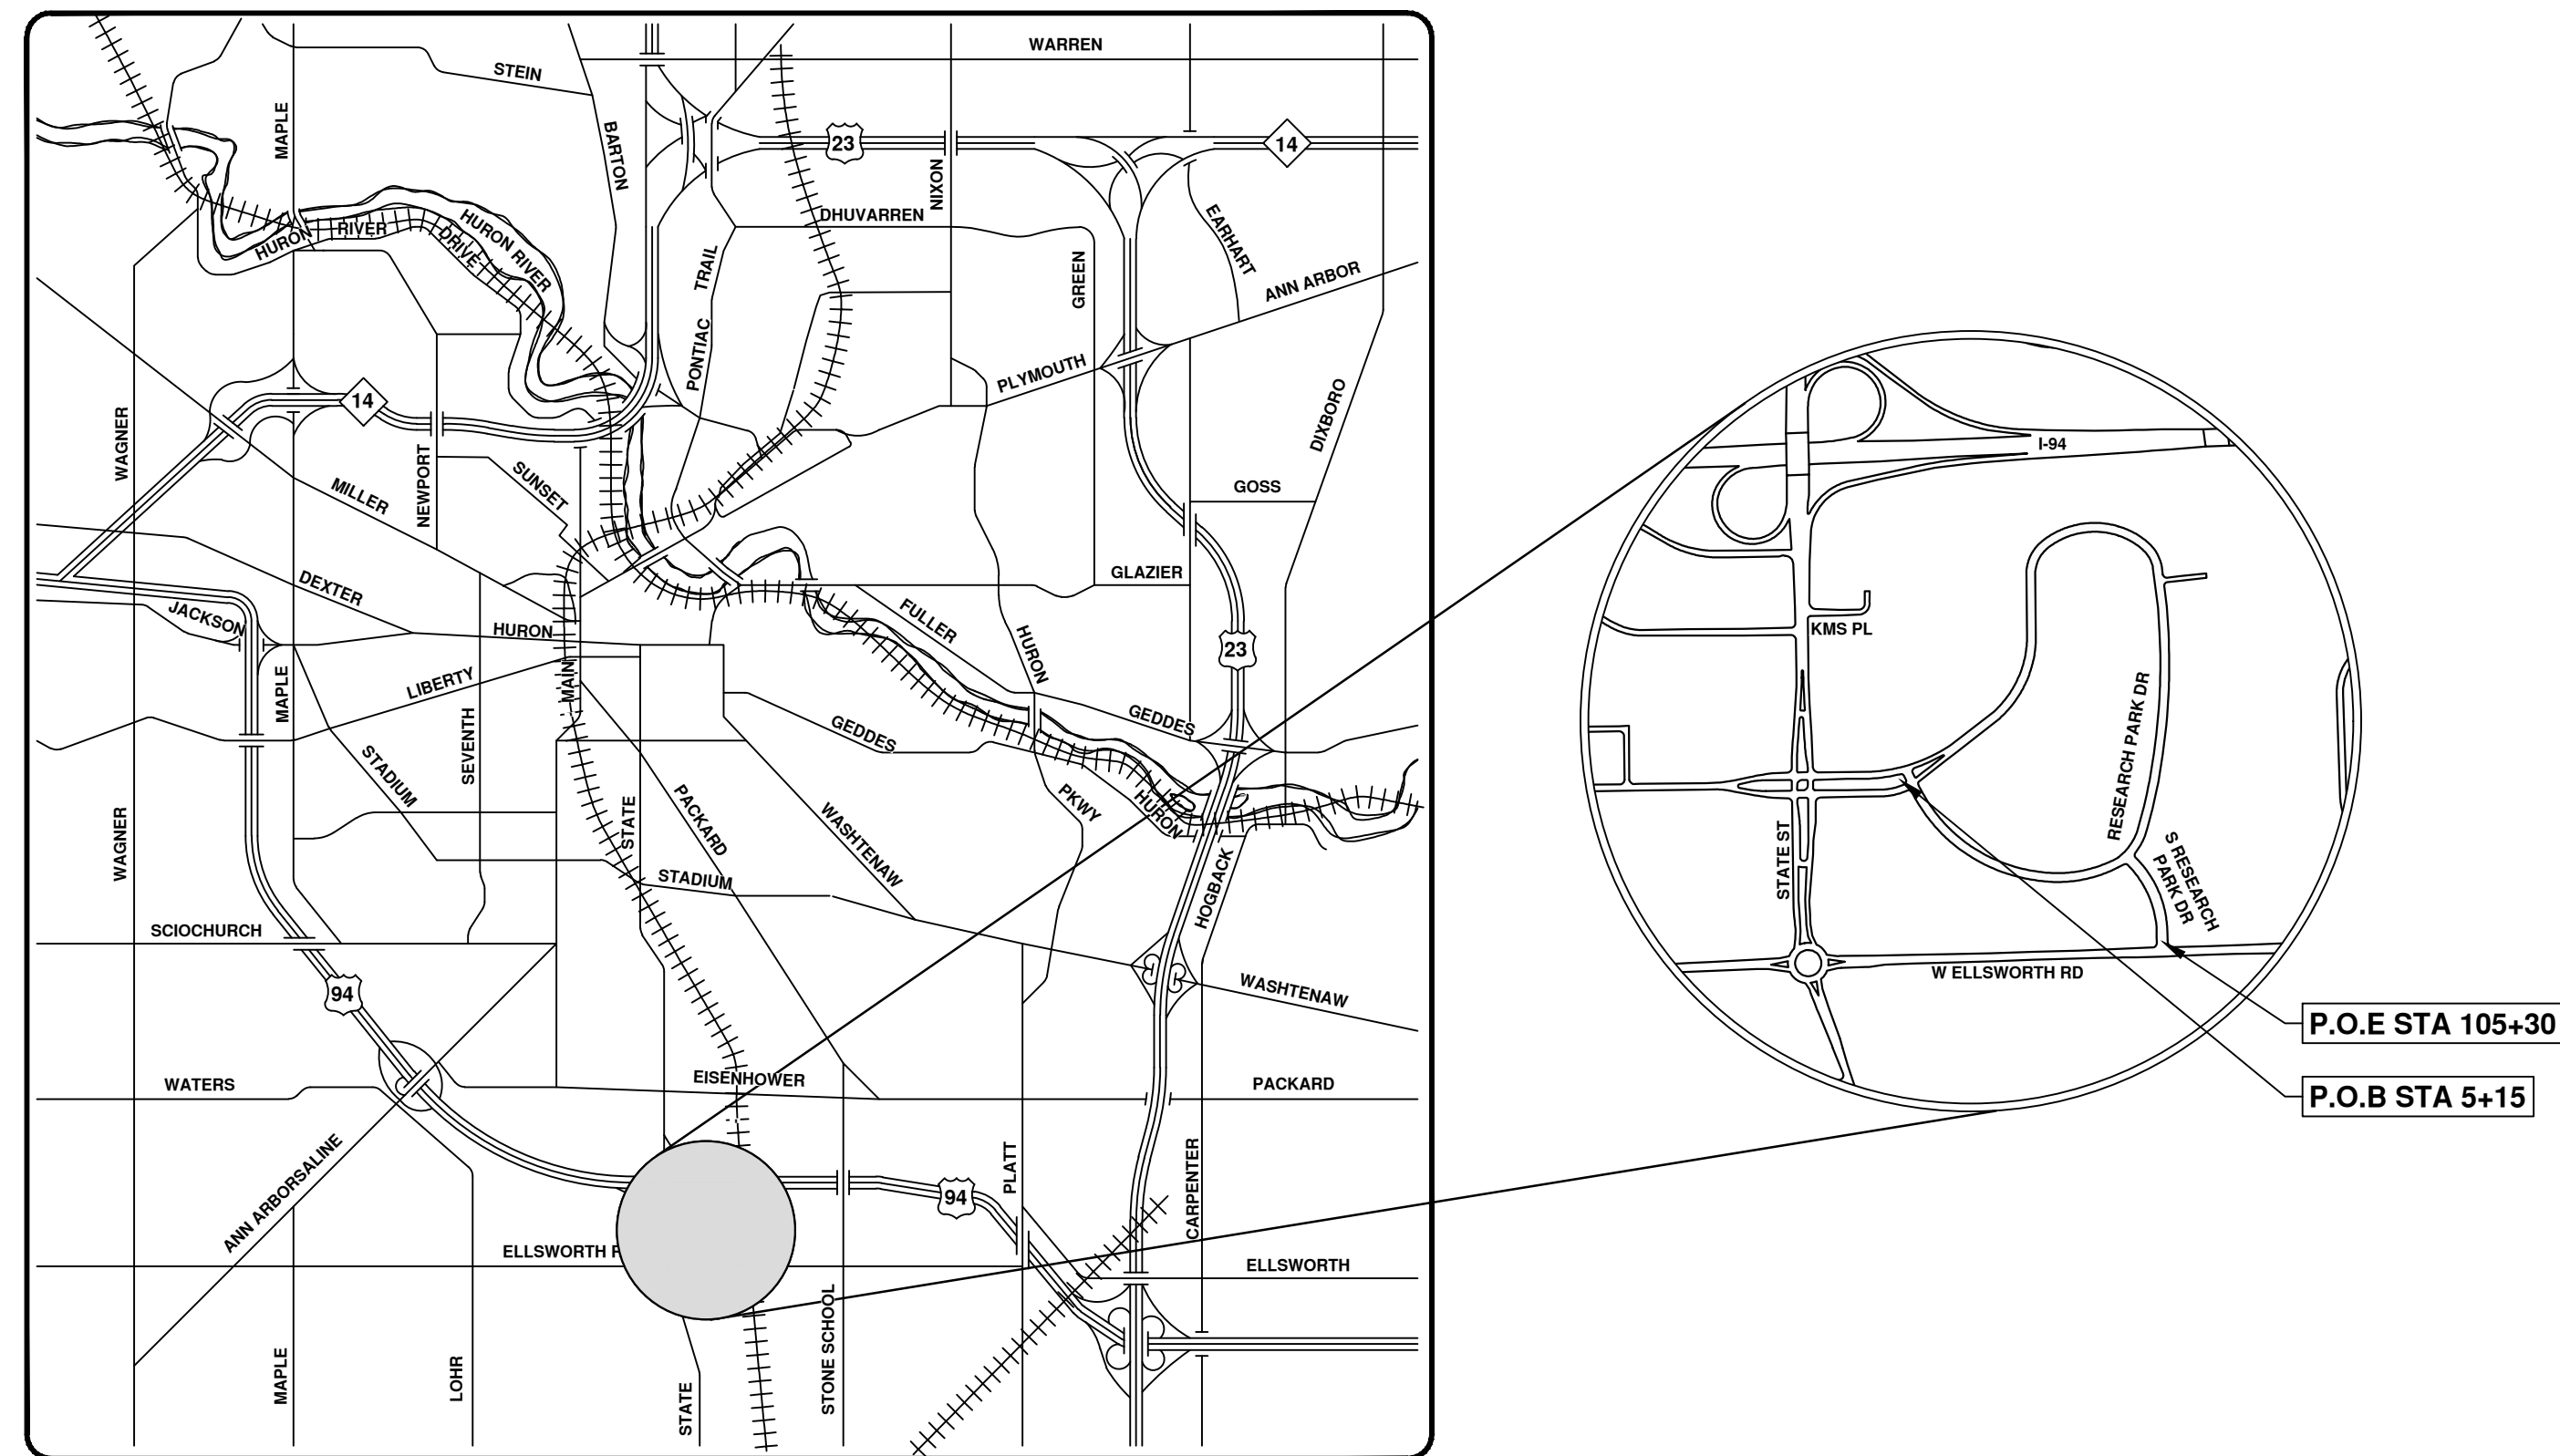 WARREN
STEIN
MAPLE
BARTON
23
14
NIXON
DHUVARREN
HURON
RIVER
DRIVE
HURON RIVER
TRAIL
EARHART
GREEN
ANN ARBOR
PONTIAC
PLYMOUTH
14
WAGNER
DIXBORO
NEWPORT
MILLER
SUNSET
GOSS
I-94
DEXTER
GLAZIER
JACKSON
HURON
FULLER
HURON
23
KMS PL
MAPLE
LIBERTY
MAIN
SEVENTH
GEDDES
GEDDES
STADIUM
STATE
PACKARD
WASHTENAW
PKWY
HURON
RESEARCH PARK DR
WAGNER
STADIUM
HOGBACK
STATE ST
S RESEARCH
PARK DR
SCIOCHURCH
94
WASHTENAW
W ELLSWORTH RD
P.O.E STA 105+30
WATERS
EISENHOWER
PACKARD
P.O.B STA 5+15
ANN ARBORSALINE
PLATT
CARPENTER
94
ELLSWORTH R
ELLSWORTH
MAPLE
LOHR
STATE
STONE SCHOOL